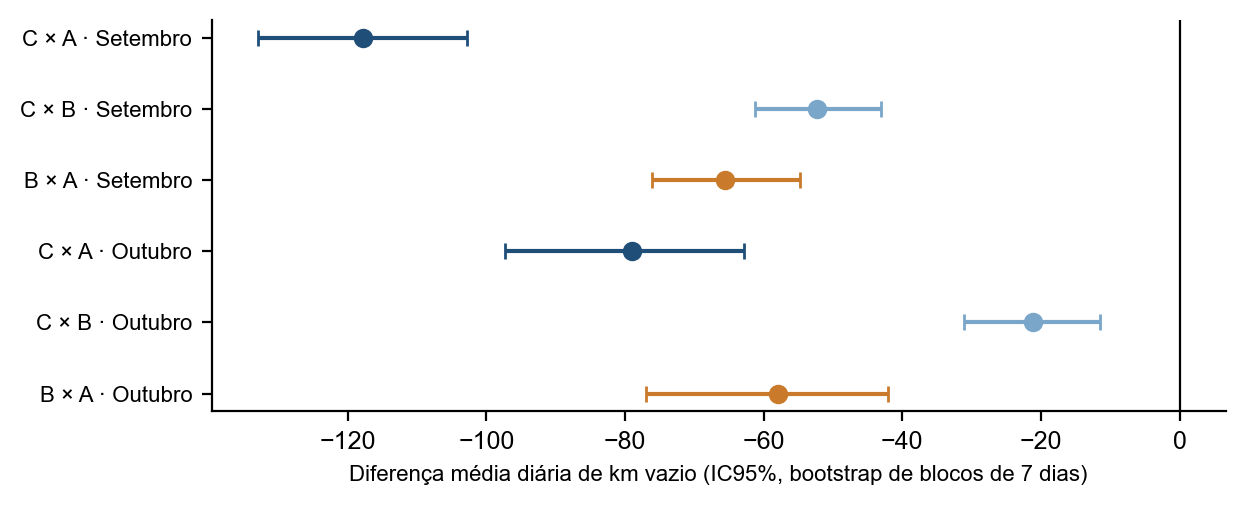 C × A · Setembro
C × B · Setembro
B × A · Setembro
C × A · Outubro
C × B · Outubro
B × A · Outubro
−120 −100 −80 −60 −40 −20 0
Diferença média diária de km vazio (IC95%, bootstrap de blocos de 7 dias)